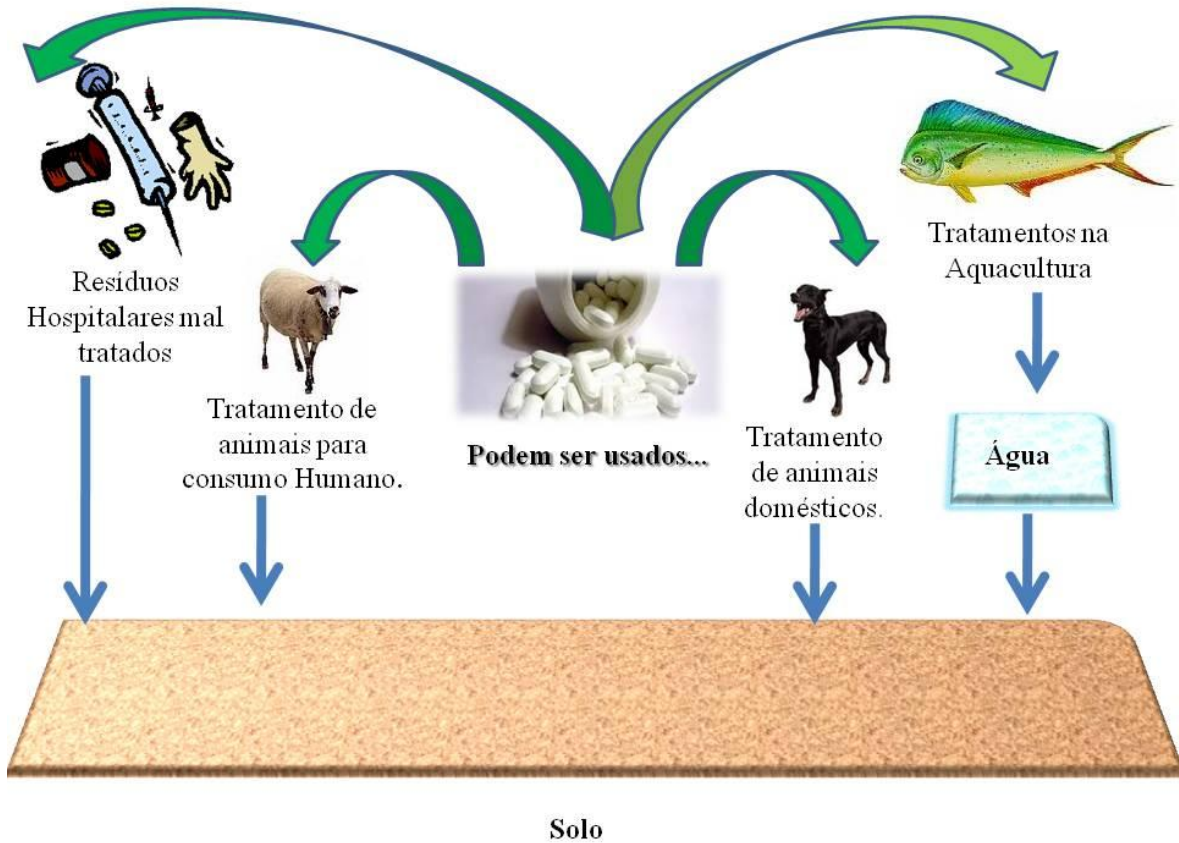 Resíduos
Hospitalares mal
tratados
Tratamento de
animais para
consumo Humano.
Podem ser usados...
Tratamento
de animais
domésticos.
Tratamentos na
Aquacultura
Água
Solo